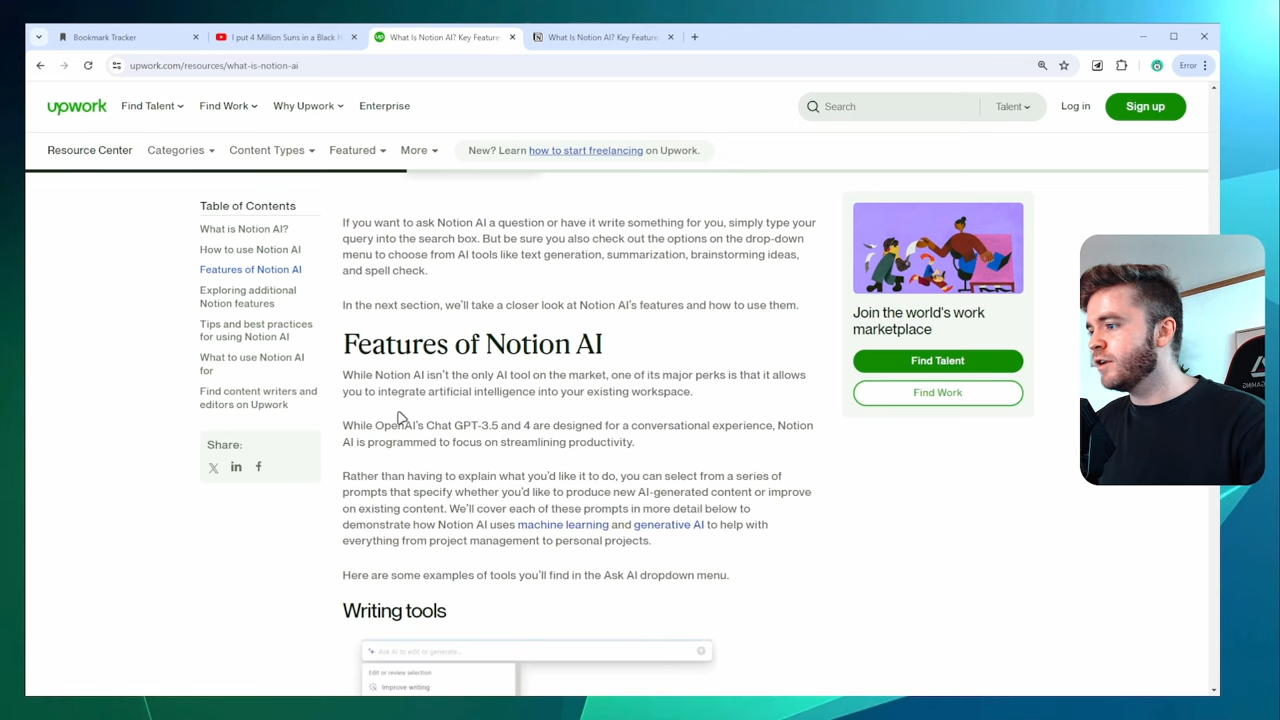 Bookmark Tracker
I put 4 Million Suns in a Black H
What Is Notion AI? Key Feature
What Is Notion AI? Key Feature
upwork.com/resources/what-is-notion-ai
Error
upwork
Find Talent
Find Work
Why Upwork
Enterprise
Search
Talent
Log in
Sign up
Resource Center
Categories
Content Types
Featured
More
New? Learn how to start freelancing on Upwork.
Table of Contents
What is Notion AI?
How to use Notion AI
Features of Notion AI
Exploring additional
Notion features
Tips and best practices
for using Notion AI
What to use Notion AI
for
Find content writers and
editors on Upwork
Share:
If you want to ask Notion AI a question or have it write something for you, simply type your
query into the search box. But be sure you also check out the options on the drop-down
menu to choose from AI tools like text generation, summarization, brainstorming ideas,
and spell check.
In the next section, we'll take a closer look at Notion AI's features and how to use them.
Features of Notion AI
While Notion AI isn't the only AI tool on the market, one of its major perks is that it allows
you to integrate artificial intelligence into your existing workspace.
While OpenAI's Chat GPT-3.5 and 4 are designed for a conversational experience, Notion
AI is programmed to focus on streamlining productivity.
Rather than having to explain what you'd like it to do, you can select from a series of
prompts that specify whether you'd like to produce new AI-generated content or improve
on existing content. We'll cover each of these prompts in more detail below to
demonstrate how Notion AI uses machine learning and generative AI to help with
everything from project management to personal projects.
Here are some examples of tools you'll find in the Ask AI dropdown menu.
Writing tools
Ask AI to edit or generate...
Edit or review selection
Improve writing
Join the world's work
marketplace
Find Talent
Find Work